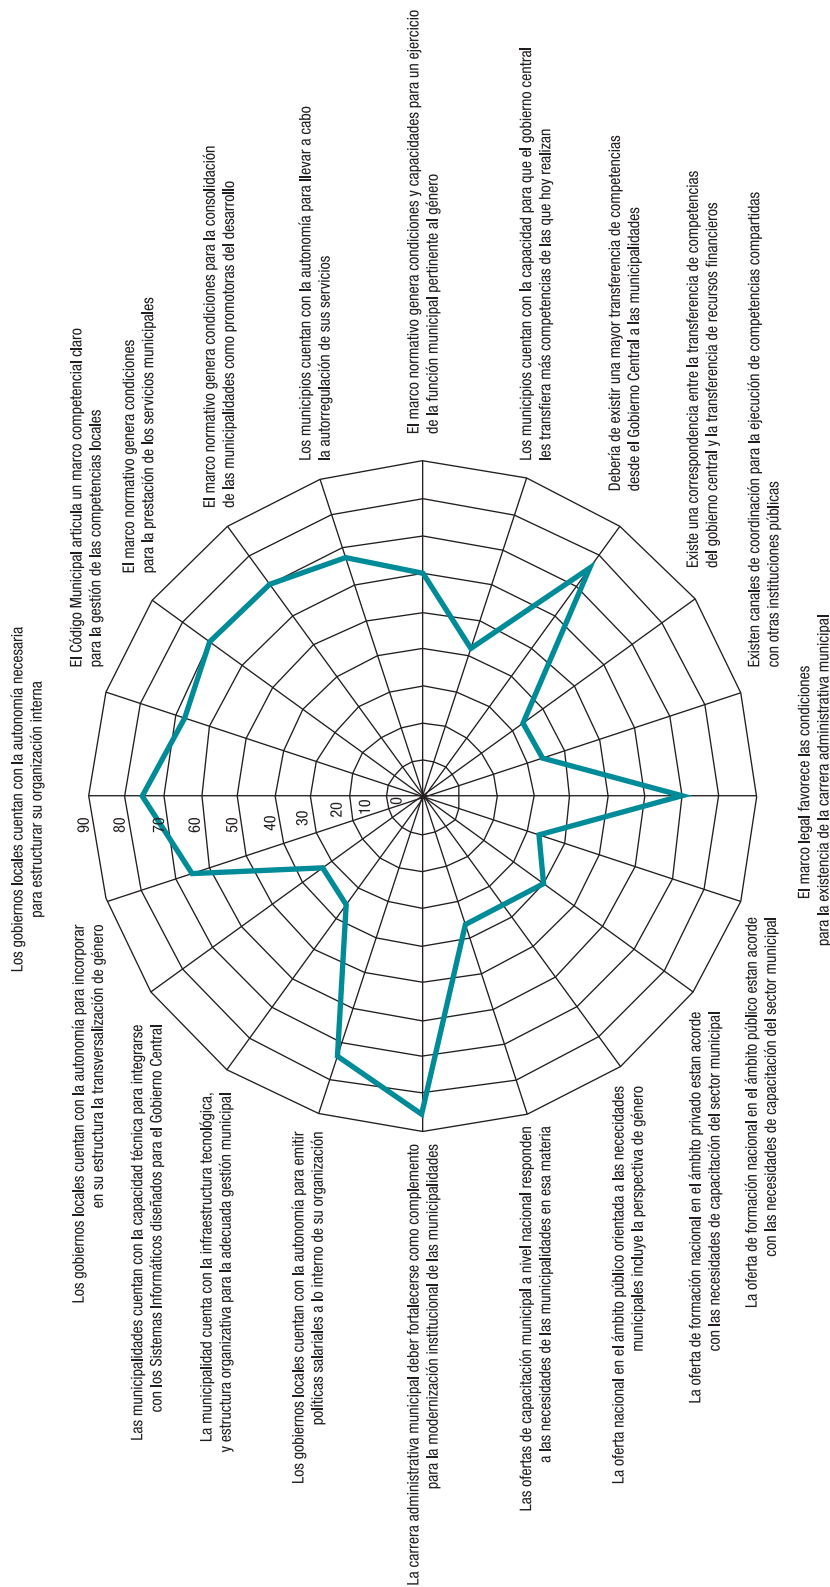 Los gobiernos locales cuentan con la autonomía necesaria
para estructurar su organización interna
El Código Municipal articula un marco competencial claro
para la gestión de las competencias locales
El marco normativo genera condiciones
para la prestación de los servicios municipales
El marco normativo genera condiciones para la consolidación
de las municipalidades como promotoras del desarrollo
Los municipios cuentan con la autonomía para llevar a cabo
la autorregulación de sus servicios
El marco normativo genera condiciones y capacidades para un ejercicio
de la función municipal pertinente al género
Los municipios cuentan con la capacidad para que el gobierno central
les transfiera más competencias de las que hoy realizan
Debería de existir una mayor transferencia de competencias
desde el Gobierno Central a las municipalidades
Existe una correspondencia entre la transferencia de competencias
del gobierno central y la transferencia de recursos financieros
Existen canales de coordinación para la ejecución de competencias compartidas
con otras instituciones públicas
El marco legal favorece las condiciones
para la existencia de la carrera administrativa municipal
La oferta de formación nacional en el ámbito público estan acorde
con las necesidades de capacitación del sector municipal
La oferta de formación nacional en el ámbito privado estan acorde
con las necesidades de capacitación del sector municipal
La oferta nacional en el ámbito público orientada a las nececidades
municipales incluye la perspectiva de género
Las ofertas de capacitación municipal a nivel nacional responden
a las necesidades de las municipalidades en esa materia
La carrera administrativa municipal deber fortalecerse como complemento
para la modernización institucional de las municipalidades
Los gobiernos locales cuentan con la autonomía para emitir
políticas salariales a lo interno de su organización
La municipalidad cuenta con la infraestructura tecnológica,
y estructura organizativa para la adecuada gestión municipal
Las municipalidades cuentan con la capacidad técnica para integrarse
con los Sistemas Informáticos diseñados para el Gobierno Central
Los gobiernos locales cuentan con la autonomía para incorporar
en su estructura la transversalización de género
90
80
70
60
50
40
30
20
10
0